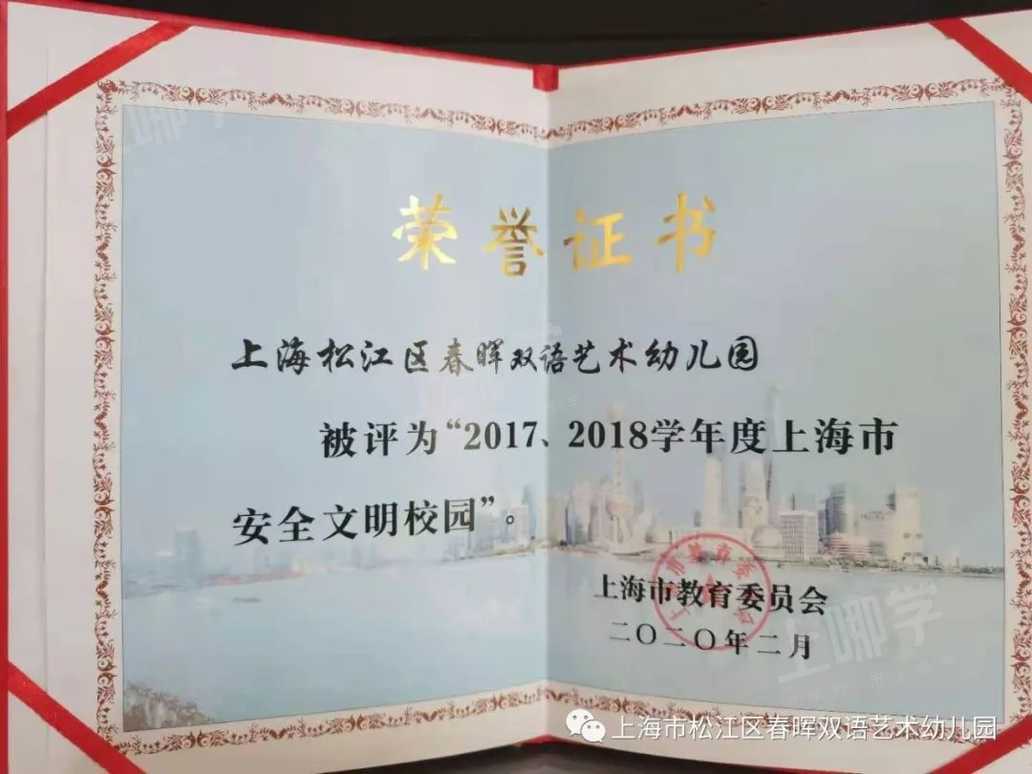 荣誉证书
上海松江区春晖双语艺术幼儿园
被评为“2017、2018学年度上海市
安全文明校园”。
上海市教育委员会
二〇二〇年二月
上哪学
上海市松江区春晖双语艺术幼儿园